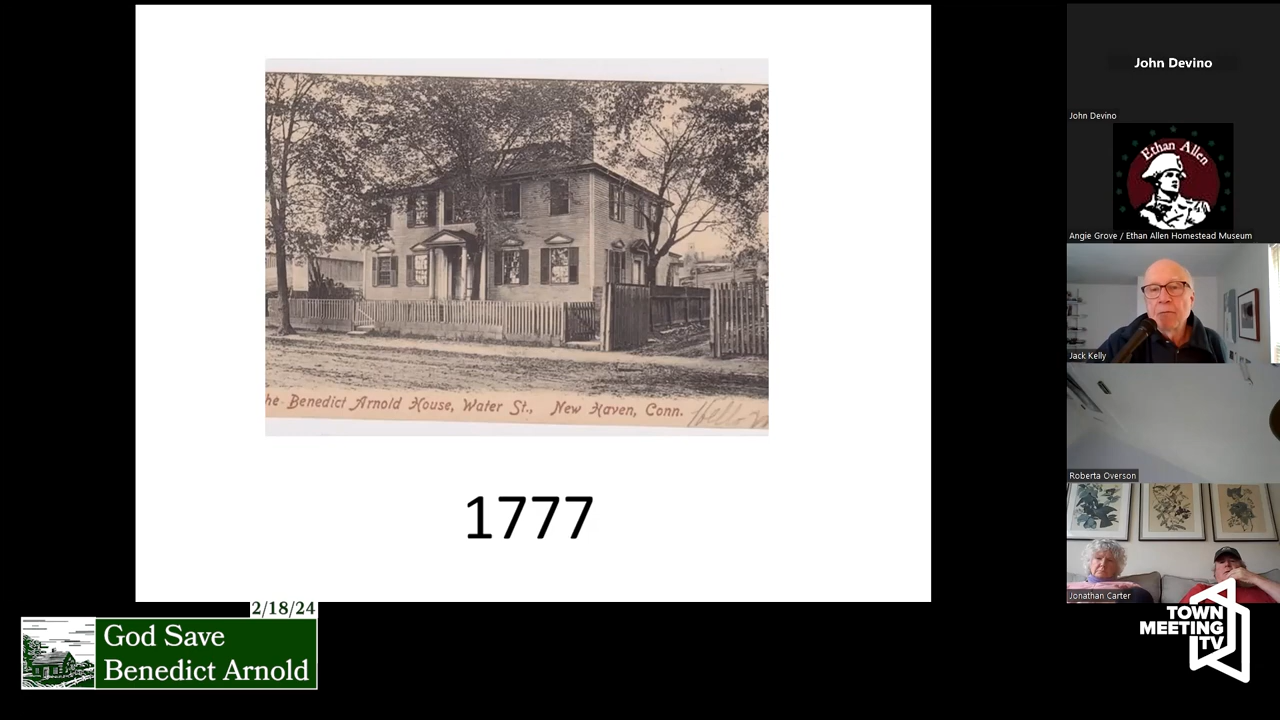 he Benedict Arnold House, Water St., New Haven, Conn.
Hello
1777
2/18/24
God Save
Benedict Arnold
John Devino
John Devino
Ethan Allen
Angie Grove / Ethan Allen Homestead Museum
Jack Kelly
Roberta Overson
Jonathan Carter
TOWN
MEETING
TV